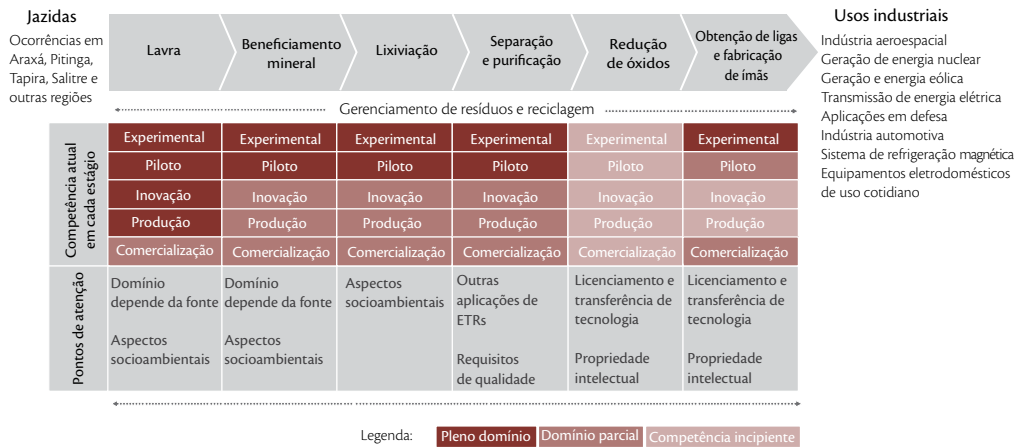 Jazidas
Ocorrências em
Araxá, Pitinga,
Tapira, Salitre e
outras regiões
Lavra
Beneficiamento
mineral
Lixiviação
Separação
e purificação
Redução
de óxidos
Obtenção de ligas
e fabricação
de ímãs
Usos industriais
Indústria aeroespacial
Geração de energia nuclear
Geração e energia eólica
Transmissão de energia elétrica
Aplicações em defesa
Indústria automotiva
Sistema de refrigeração magnética
Equipamentos eletrodomésticos
de uso cotidiano
Gerenciamento de resíduos e reciclagem
Competência atual
em cada estágio
Experimental Experimental Experimental Experimental Experimental Experimental
Piloto Piloto Piloto Piloto Piloto Piloto
Inovação Inovação Inovação Inovação Inovação Inovação
Produção Produção Produção Produção Produção Produção
Comercialização Comercialização Comercialização Comercialização Comercialização Comercialização
Pontos de atenção
Domínio
depende da fonte
Aspectos
socioambientais
Domínio
depende da fonte
Aspectos
socioambientais
Aspectos
socioambientais
Outras
aplicações de
ETRs
Requisitos
de qualidade
Licenciamento e
transferência de
tecnologia
Propriedade
intelectual
Licenciamento e
transferência de
tecnologia
Propriedade
intelectual
Legenda: Pleno domínio Domínio parcial Competência incipiente